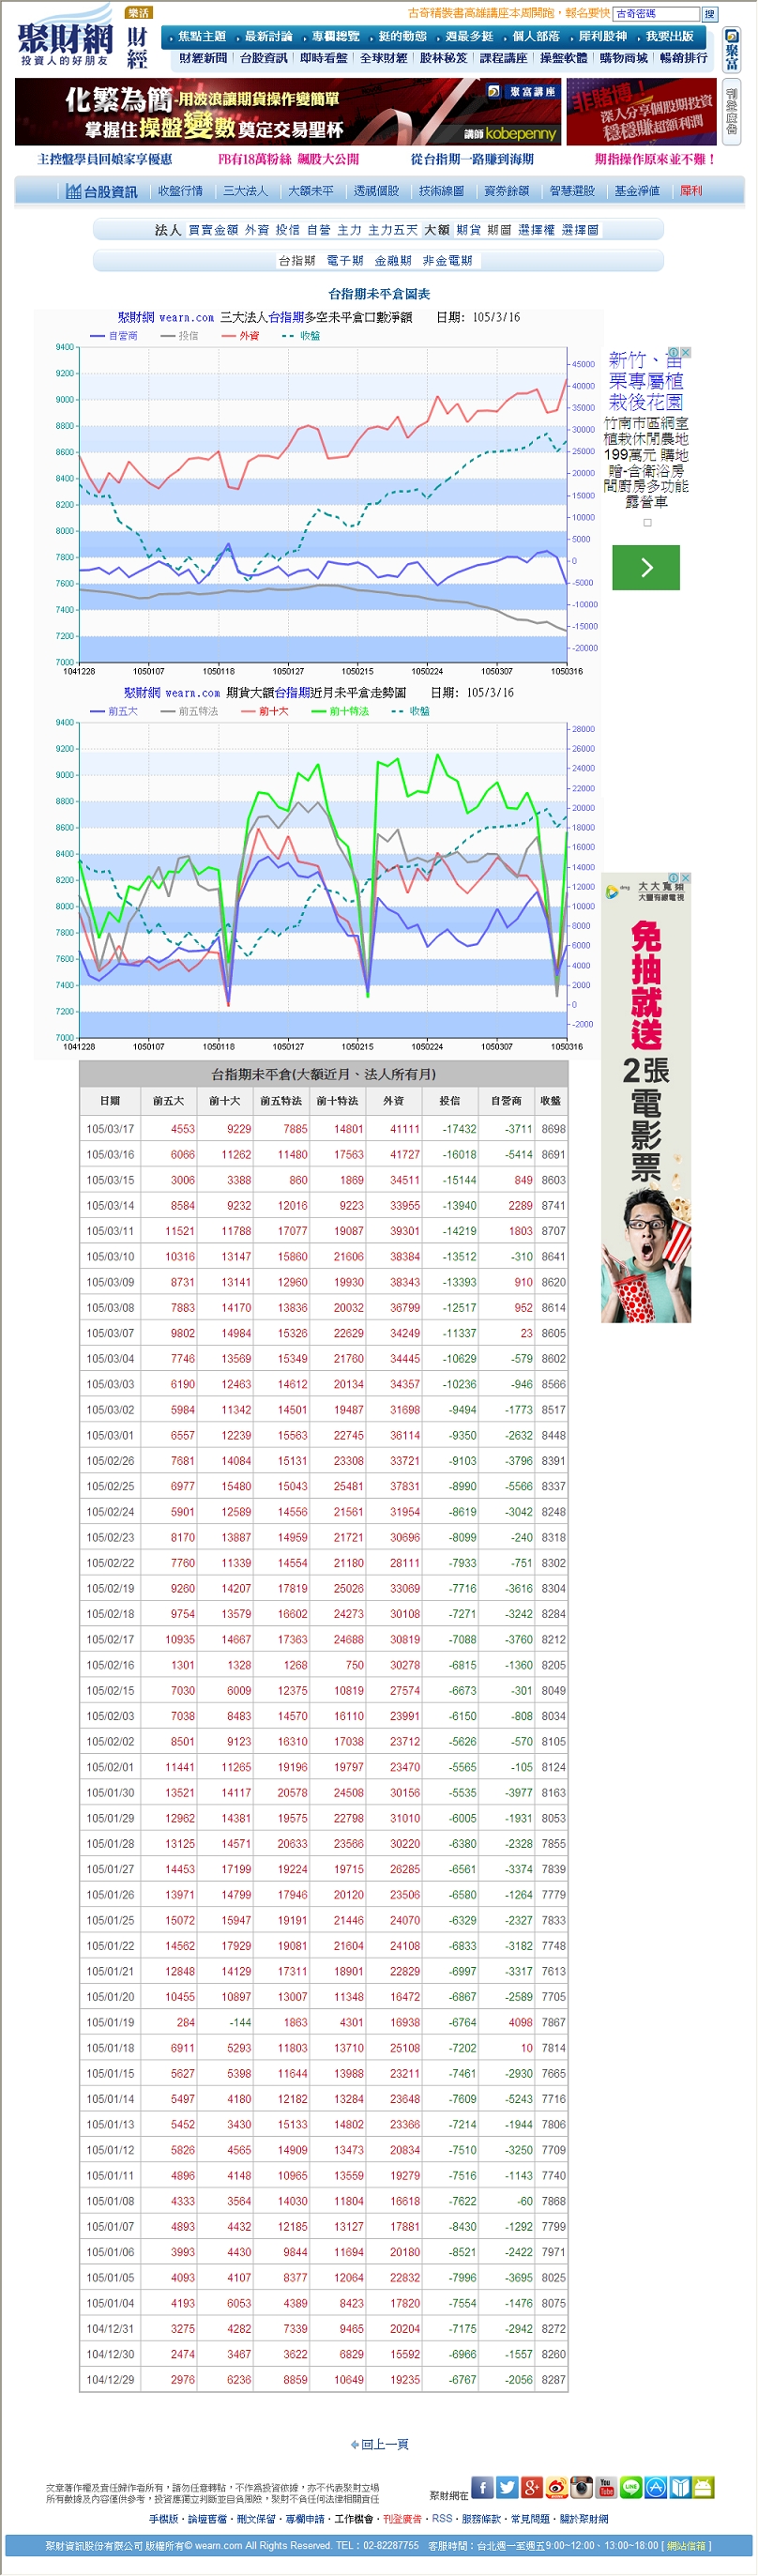 聚財網
投資人的好朋友
樂活
財經
古奇精裝書高雄講座本周開跑，報名要快
古奇密碼 搜
焦點主題 最新討論 專欄總覽 挺的動態 週最多挺 個人部落 犀利股神 我要出版
財經新聞 台股資訊 即時看盤 全球財經 股林秘笈 課程講座 操盤軟體 購物商城 暢銷排行
聚富
刊登廣告
化繁為簡-用波浪讓期貨操作變簡單
掌握住操盤變數 奠定交易聖杯
聚富講座
講師kobepenny
非賭博！
深入分享個股期投資
穩穩賺超額利潤
主控盤學員回娘家享優惠 FB有18萬粉絲 飆股大公開 從台指期一路賺到海期 期指操作原來並不難！
台股資訊 收盤行情 三大法人 大額未平 透視個股 技術線圖 資券餘額 智慧選股 基金淨值 犀利
法人 買賣金額 外資 投信 自營 主力 主力五天 大額 期貨 期圖 選擇權 選擇圖
台指期 電子期 金融期 非金電期
台指期未平倉圖表
聚財網 wearn.com 三大法人台指期多空未平倉口數淨額 日期: 105/3/16
自營商 投信 外資 收盤
9400 9200 9000 8800 8600 8400 8200 8000 7800 7600 7400 7200 7000
45000 40000 35000 30000 25000 20000 15000 10000 5000 0 -5000 -10000 -15000 -20000
1041228 1050107 1050118 1050127 1050215 1050224 1050307 1050316
聚財網 wearn.com 期貨大額台指期近月未平倉走勢圖 日期: 105/3/16
前五大 前五特法 前十大 前十特法 收盤
9400 9200 9000 8800 8600 8400 8200 8000 7800 7600 7400 7200 7000
28000 26000 24000 22000 20000 18000 16000 14000 12000 10000 8000 6000 4000 2000 0 -2000
1041228 1050107 1050118 1050127 1050215 1050224 1050307 1050316
新竹、苗
栗專屬植
栽後花園
竹南市區網室
植栽休閒農地
199萬元 購地
贈-含衛浴房
間廚房多功能
露營車
大大寬頻
大豐有線電視
免抽就送
2張電影票
台指期未平倉(大額近月、法人所有月)
日期 前五大 前十大 前五特法 前十特法 外資 投信 自營商 收盤
105/03/17 4553 9229 7885 14801 41111 -17432 -3711 8698
105/03/16 6066 11262 11480 17563 41727 -16018 -5414 8691
105/03/15 3006 3388 860 1869 34511 -15144 849 8603
105/03/14 8584 9232 12016 9223 33955 -13940 2289 8741
105/03/11 11521 11788 17077 19087 39301 -14219 1803 8707
105/03/10 10316 13147 15860 21606 38384 -13512 -310 8641
105/03/09 8731 13141 12960 19930 38343 -13393 910 8620
105/03/08 7883 14170 13836 20032 36799 -12517 952 8614
105/03/07 9802 14984 15326 22629 34249 -11337 23 8605
105/03/04 7746 13569 15349 21760 34445 -10629 -579 8602
105/03/03 6190 12463 14612 20134 34357 -10236 -946 8566
105/03/02 5984 11342 14501 19487 31698 -9494 -1773 8517
105/03/01 6557 12239 15563 22745 36114 -9350 -2632 8448
105/02/26 7681 14084 15131 23308 33721 -9103 -3796 8391
105/02/25 6977 15480 15043 25481 37831 -8990 -5566 8337
105/02/24 5901 12589 14556 21561 31954 -8619 -3042 8248
105/02/23 8170 13887 14959 21721 30696 -8099 -240 8318
105/02/22 7760 11339 14554 21180 28111 -7933 -751 8302
105/02/19 9260 14207 17819 25026 33069 -7716 -3616 8304
105/02/18 9754 13579 16602 24273 30108 -7271 -3242 8284
105/02/17 10935 14667 17363 24688 30819 -7088 -3760 8212
105/02/16 1301 1328 1268 750 30278 -6815 -1360 8205
105/02/15 7030 6009 12375 10819 27574 -6673 -301 8049
105/02/03 7038 8483 14570 16110 23991 -6150 -808 8034
105/02/02 8501 9123 16310 17038 23712 -5626 -570 8105
105/02/01 11441 11265 19196 19797 23470 -5565 -105 8124
105/01/30 13521 14117 20578 24508 30156 -5535 -3977 8163
105/01/29 12962 14381 19575 22798 31010 -6005 -1931 8053
105/01/28 13125 14571 20633 23566 30220 -6380 -2328 7855
105/01/27 14453 17199 19224 19715 26285 -6561 -3374 7839
105/01/26 13971 14799 17946 20120 23506 -6580 -1264 7779
105/01/25 15072 15947 19191 21446 24070 -6329 -2327 7833
105/01/22 14562 17929 19081 21604 24108 -6833 -3182 7748
105/01/21 12848 14129 17311 18901 22829 -6997 -3317 7613
105/01/20 10455 10897 13007 11348 16472 -6867 -2589 7705
105/01/19 284 -144 1863 4301 16938 -6764 4098 7867
105/01/18 6911 5293 11803 13710 25108 -7202 10 7814
105/01/15 5627 5398 11644 13988 23211 -7461 -2930 7665
105/01/14 5497 4180 12182 13284 23648 -7609 -5243 7716
105/01/13 5452 3430 15133 14802 23366 -7214 -1944 7806
105/01/12 5826 4565 14909 13473 20834 -7510 -3250 7709
105/01/11 4896 4148 10965 13559 19279 -7516 -1143 7740
105/01/08 4333 3564 14030 11804 16618 -7622 -60 7868
105/01/07 4893 4432 12185 13127 17881 -8430 -1292 7799
105/01/06 3993 4430 9844 11694 20180 -8521 -2422 7971
105/01/05 4093 4107 8377 12064 22832 -7996 -3695 8025
105/01/04 4193 6053 4389 8423 17820 -7554 -1476 8075
104/12/31 3275 4282 7339 9465 20204 -7175 -2942 8272
104/12/30 2474 3467 3622 6829 15592 -6966 -1557 8260
104/12/29 2976 6236 8859 10649 19235 -6767 -2056 8287
回上一頁
文章著作權及責任歸作者所有，請勿任意轉貼，不作為投資依據，亦不代表聚財立場
所有數據及內容僅供參考，投資應獨立判斷並自負風險，聚財不負任何法律相關責任
聚財網在
手機版．論壇舊檔．刪文保留．專欄申請．工作機會．刊登廣告．RSS．服務條款．常見問題．關於聚財網
聚財資訊股份有限公司 版權所有© wearn.com All Rights Reserved. TEL：02-82287755 客服時間：台北週一至週五9:00~12:00、13:00~18:00 [ 網站信箱 ]